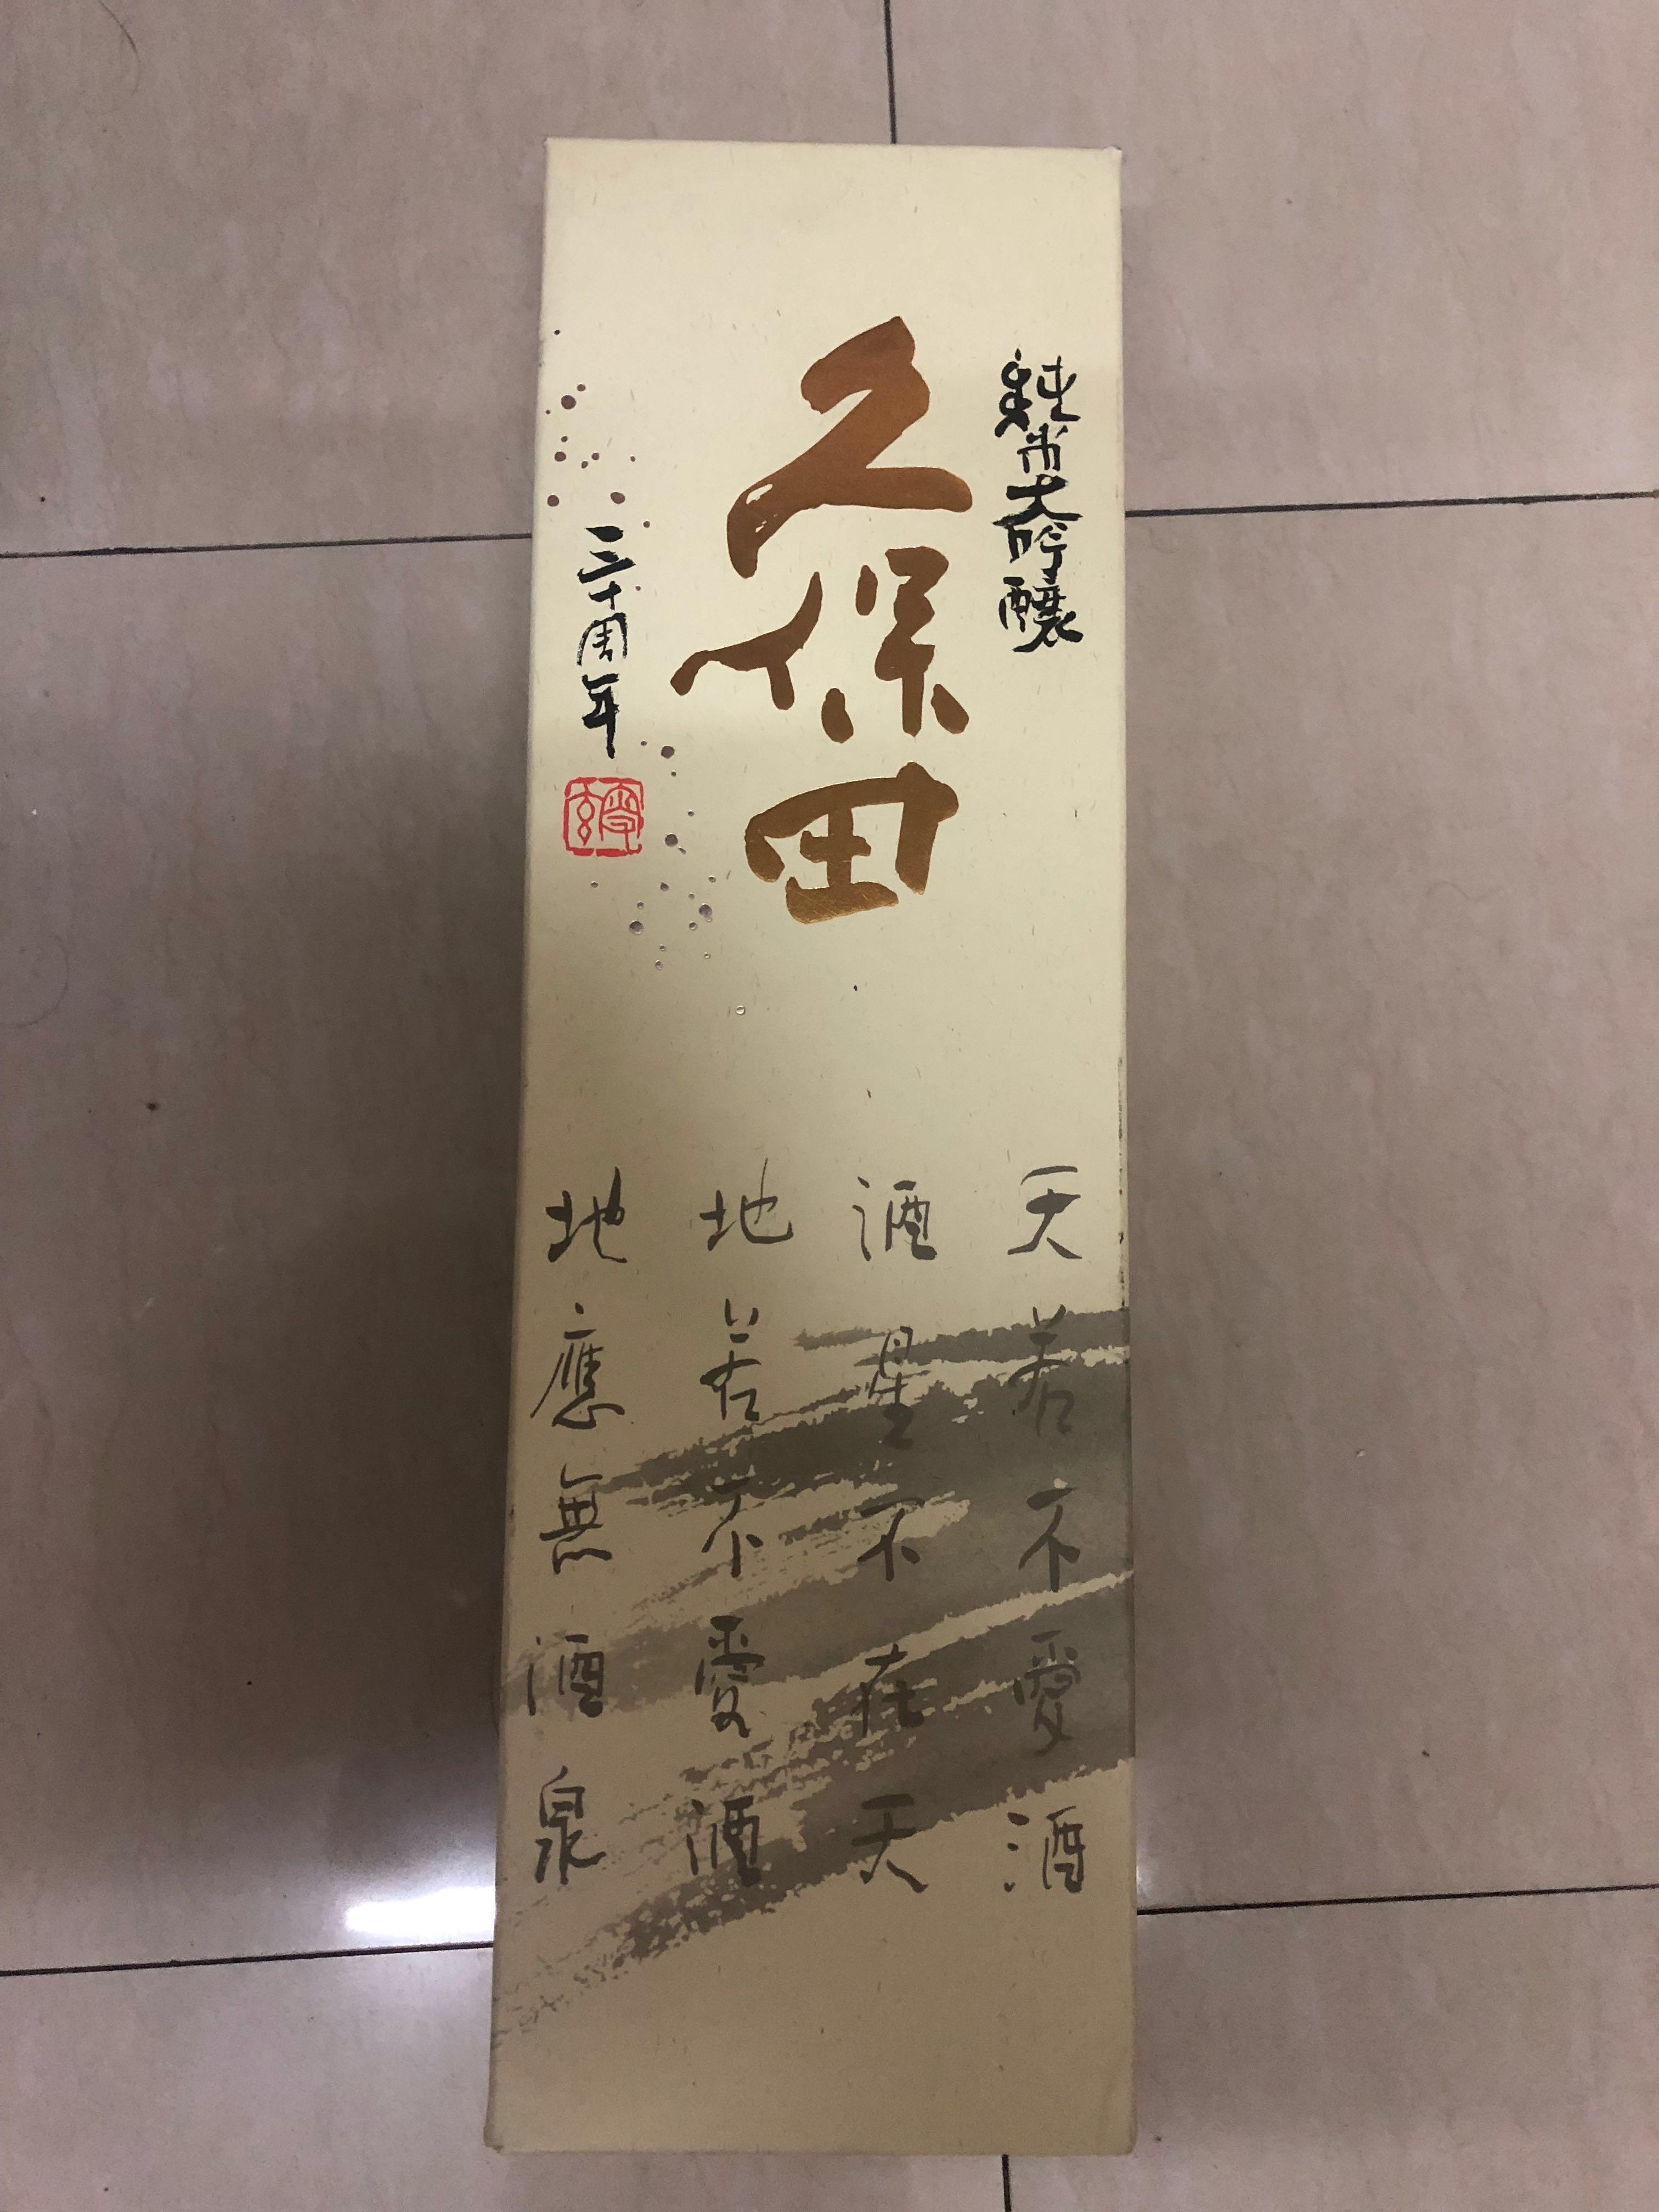 純米大吟醸
久保田
三十周年
天若不愛酒
酒星不在天
地若不愛酒
地應無酒泉